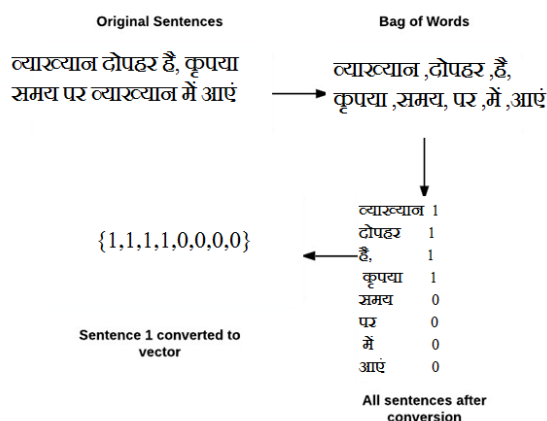 Original Sentences
व्याख्यान दोपहर है, कृपया
समय पर व्याख्यान में आएं
Bag of Words
व्याख्यान ,दोपहर ,है,
कृपया ,समय, पर ,में ,आएं
व्याख्यान 1
दोपहर 1
है, 1
कृपया 1
समय 0
पर 0
में 0
आएं 0
All sentences after
conversion
{1,1,1,1,0,0,0,0}
Sentence 1 converted to
vector